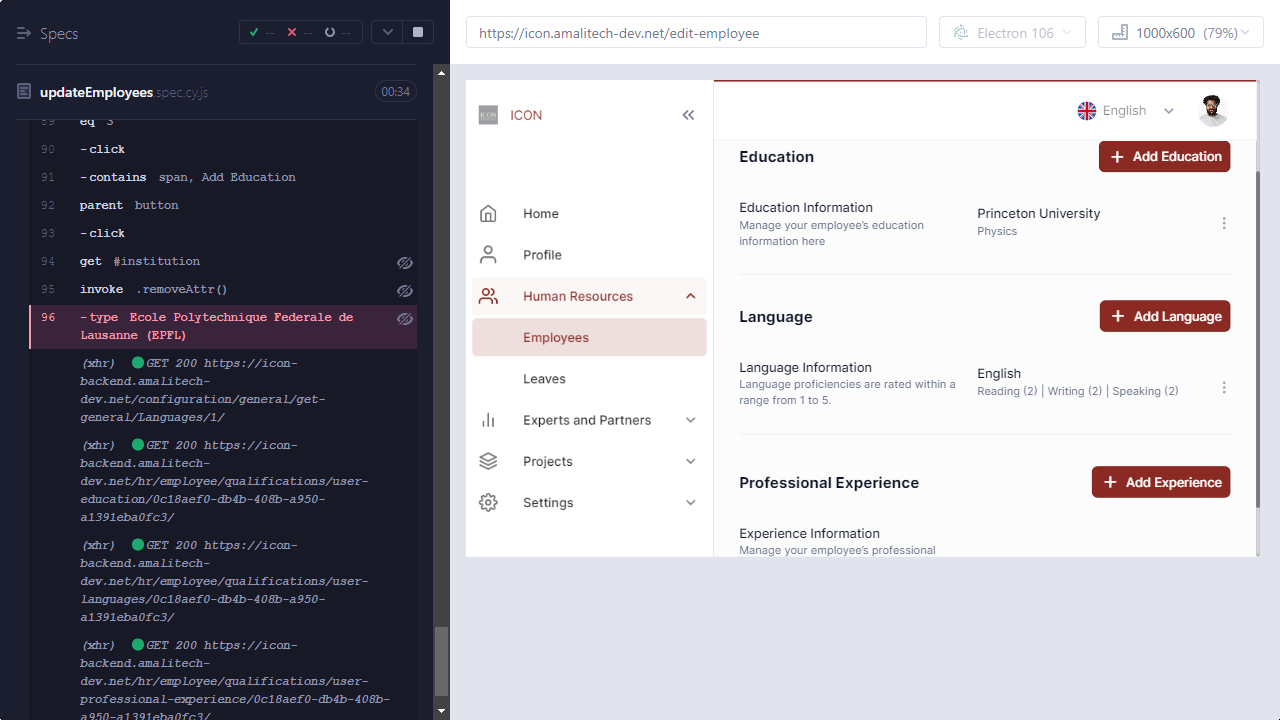 Specs
-- -- --
updateEmployees.spec.cy.js
00:34
89 eq 3
90 -click
91 -contains span, Add Education
92 parent button
93 -click
94 get #institution
95 invoke .removeAttr()
96 -type Ecole Polytechnique Federale de
Lausanne (EPFL)
(xhr) GET 200 https://icon-
backend.amalitech-
dev.net/configuration/general/get-
general/Languages/1/
(xhr) GET 200 https://icon-
backend.amalitech-
dev.net/hr/employee/qualifications/user-
education/0c18aef0-db4b-408b-a950-
a1391eba0fc3/
(xhr) GET 200 https://icon-
backend.amalitech-
dev.net/hr/employee/qualifications/user-
languages/0c18aef0-db4b-408b-a950-
a1391eba0fc3/
(xhr) GET 200 https://icon-
backend.amalitech-
dev.net/hr/employee/qualifications/user-
professional-experience/0c18aef0-db4b-408b-
a950-a1391eba0fc3/
https://icon.amalitech-dev.net/edit-employee
Electron 106
1000x600 (79%)
ICON
ICON
Home
Profile
Human Resources
Employees
Leaves
Experts and Partners
Projects
Settings
English
Education
Add Education
Education Information
Manage your employee's education
information here
Princeton University
Physics
Language
Add Language
Language Information
Language proficiencies are rated within a
range from 1 to 5.
English
Reading (2) | Writing (2) | Speaking (2)
Professional Experience
Add Experience
Experience Information
Manage your employee's professional